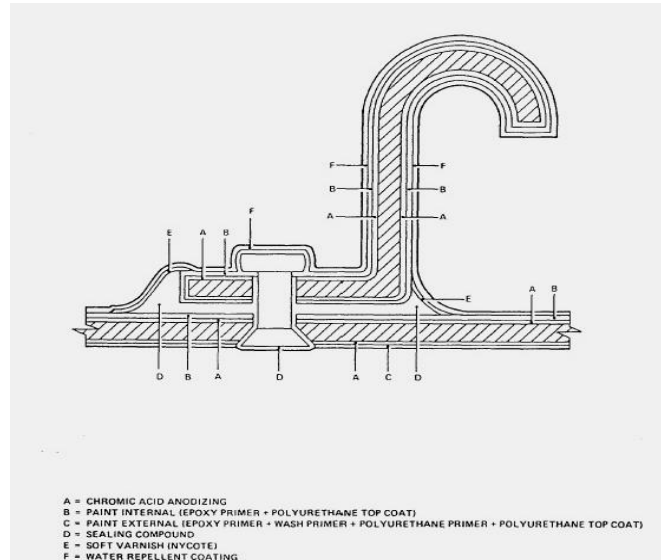 F
F
B
B
F
A
A
E
A
B
E
A
B
D
B
A
D
A
C
D
A = CHROMIC ACID ANODIZING
B = PAINT INTERNAL (EPOXY PRIMER + POLYURETHANE TOP COAT)
C = PAINT EXTERNAL (EPOXY PRIMER + WASH PRIMER + POLYURETHANE PRIMER + POLYURETHANE TOP COAT)
D = SEALING COMPOUND
E = SOFT VARNISH (NYCOTE)
F = WATER REPELLENT COATING